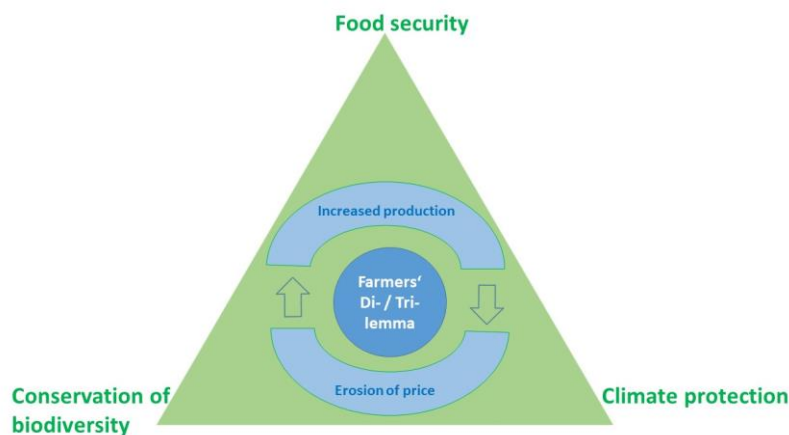 Food security
Increased production
Farmers‘
Di- / Tri-
lemma
Erosion of price
Conservation of
biodiversity
Climate protection